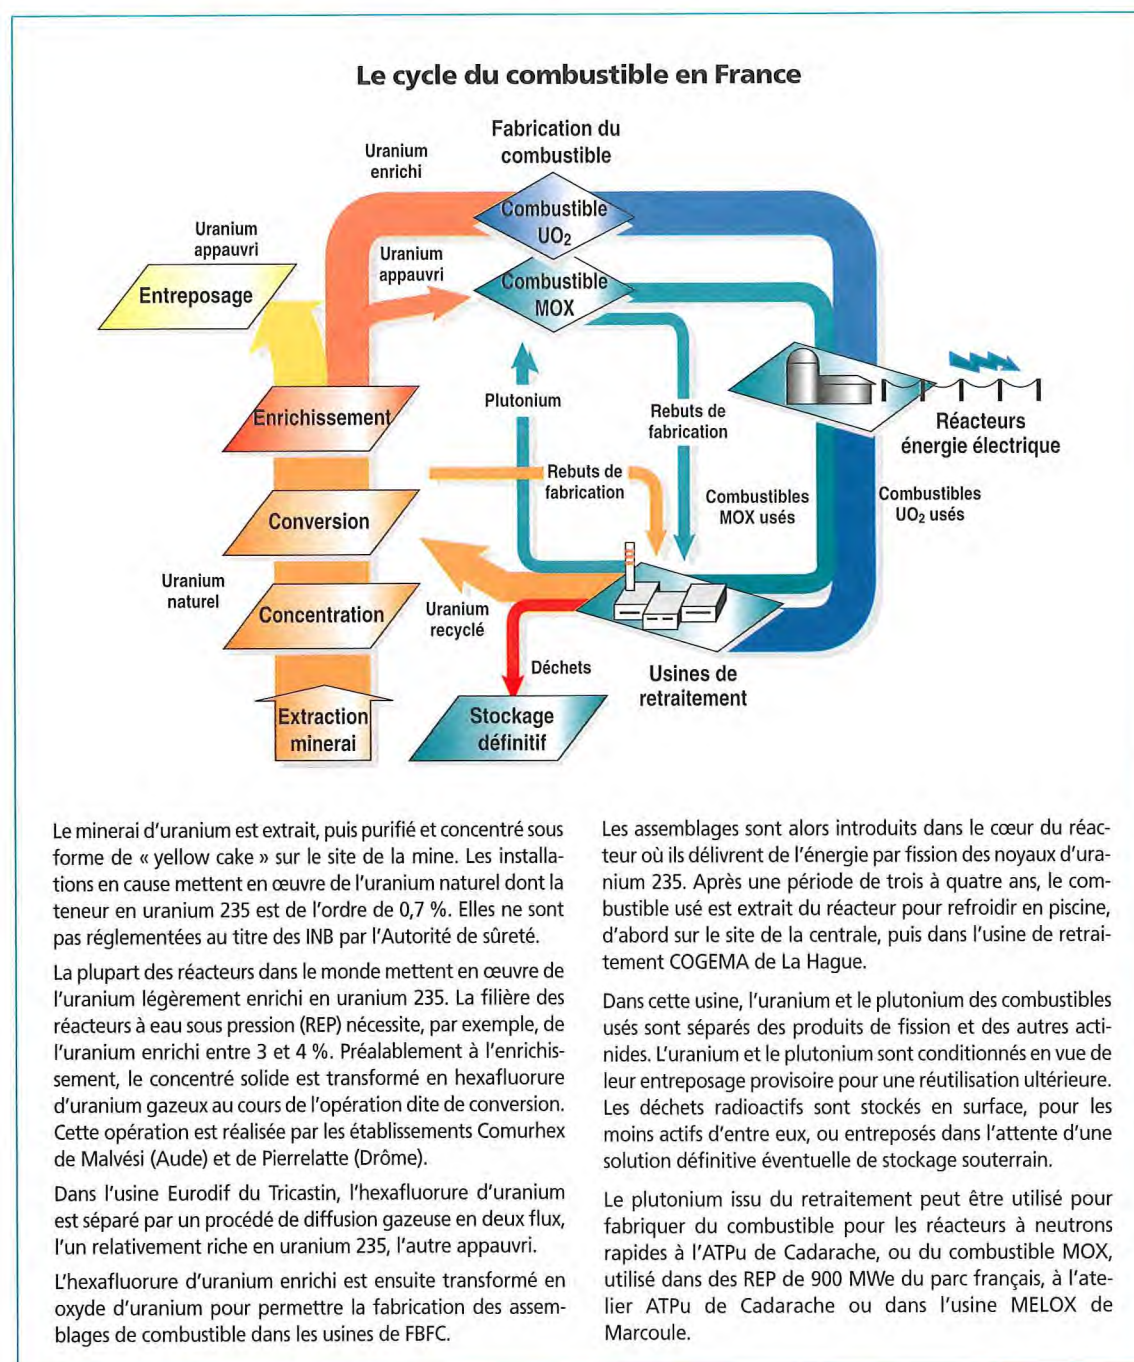 Le cycle du combustible en France
Fabrication du
combustible
Uranium
enrichi
Combustible
UO2
Uranium
appauvri
Uranium
appauvri
Entreposage
Combustible
MOX
Enrichissement
Plutonium
Rebuts de
fabrication
Réacteurs
énergie électrique
Rebuts de
fabrication
Combustibles
MOX usés
Combustibles
UO2 usés
Conversion
Uranium
naturel
Concentration
Uranium
recyclé
Déchets
Usines de
retraitement
Extraction
minerai
Stockage
définitif
Le minerai d'uranium est extrait, puis purifié et concentré sous
forme de « yellow cake » sur le site de la mine. Les installa-
tions en cause mettent en œuvre de l'uranium naturel dont la
teneur en uranium 235 est de l'ordre de 0,7 %. Elles ne sont
pas réglementées au titre des INB par l'Autorité de sûreté.
La plupart des réacteurs dans le monde mettent en œuvre de
l'uranium légèrement enrichi en uranium 235. La filière des
réacteurs à eau sous pression (REP) nécessite, par exemple, de
l'uranium enrichi entre 3 et 4 %. Préalablement à l'enrichis-
sement, le concentré solide est transformé en hexafluorure
d'uranium gazeux au cours de l'opération dite de conversion.
Cette opération est réalisée par les établissements Comurhex
de Malvési (Aude) et de Pierrelatte (Drôme).
Dans l'usine Eurodif du Tricastin, l'hexafluorure d'uranium
est séparé par un procédé de diffusion gazeuse en deux flux,
l'un relativement riche en uranium 235, l'autre appauvri.
L'hexafluorure d'uranium enrichi est ensuite transformé en
oxyde d'uranium pour permettre la fabrication des assem-
blages de combustible dans les usines de FBFC.
Les assemblages sont alors introduits dans le cœur du réac-
teur où ils délivrent de l'énergie par fission des noyaux d'ura-
nium 235. Après une période de trois à quatre ans, le com-
bustible usé est extrait du réacteur pour refroidir en piscine,
d'abord sur le site de la centrale, puis dans l'usine de retrai-
tement COGEMA de La Hague.
Dans cette usine, l'uranium et le plutonium des combustibles
usés sont séparés des produits de fission et des autres acti-
nides. L'uranium et le plutonium sont conditionnés en vue de
leur entreposage provisoire pour une réutilisation ultérieure.
Les déchets radioactifs sont stockés en surface, pour les
moins actifs d'entre eux, ou entreposés dans l'attente d'une
solution définitive éventuelle de stockage souterrain.
Le plutonium issu du retraitement peut être utilisé pour
fabriquer du combustible pour les réacteurs à neutrons
rapides à l'ATPu de Cadarache, ou du combustible MOX,
utilisé dans des REP de 900 MWe du parc français, à l'ate-
lier ATPu de Cadarache ou dans l'usine MELOX de
Marcoule.